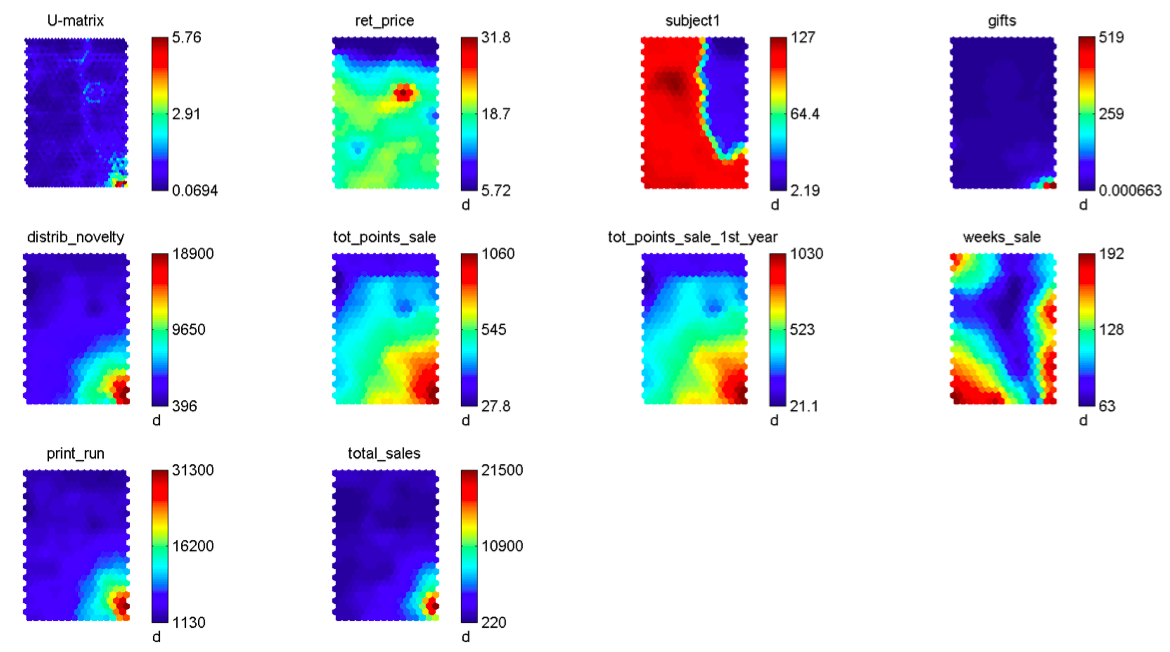 U-matrix
5.76
2.91
0.0694
ret_price
31.8
18.7
5.72
d
subject1
127
64.4
2.19
d
gifts
519
259
0.000663
d
distrib_novelty
18900
9650
396
d
tot_points_sale
1060
545
27.8
d
tot_points_sale_1st_year
1030
523
21.1
d
weeks_sale
192
128
63
d
print_run
31300
16200
1130
d
total_sales
21500
10900
220
d